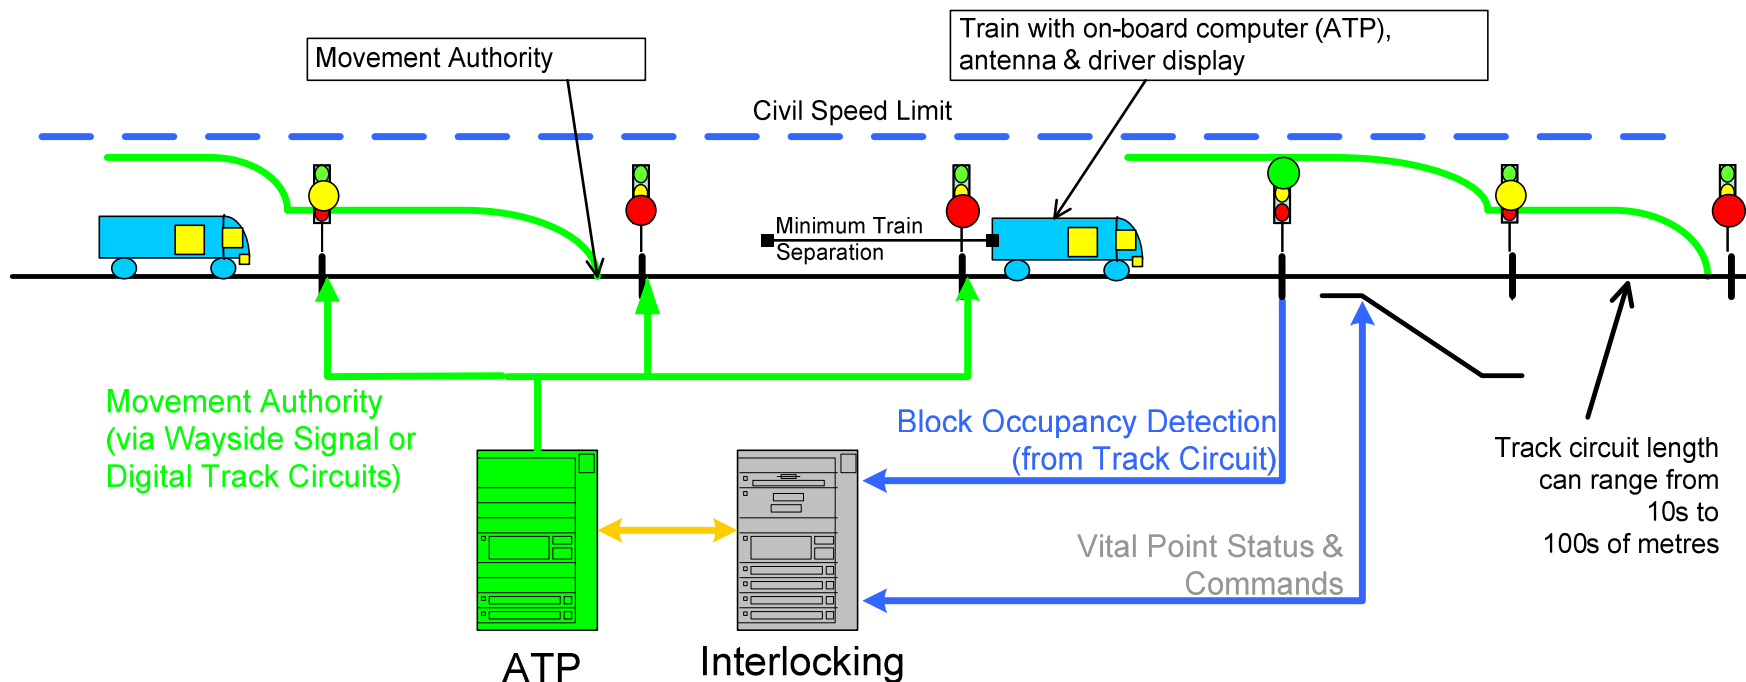 Movement Authority
Train with on-board computer (ATP),
antenna & driver display
Civil Speed Limit
Minimum Train
Separation
Movement Authority
(via Wayside Signal or
Digital Track Circuits)
Block Occupancy Detection
(from Track Circuit)
Track circuit length
can range from
10s to
100s of metres
Vital Point Status &
Commands
ATP
Interlocking